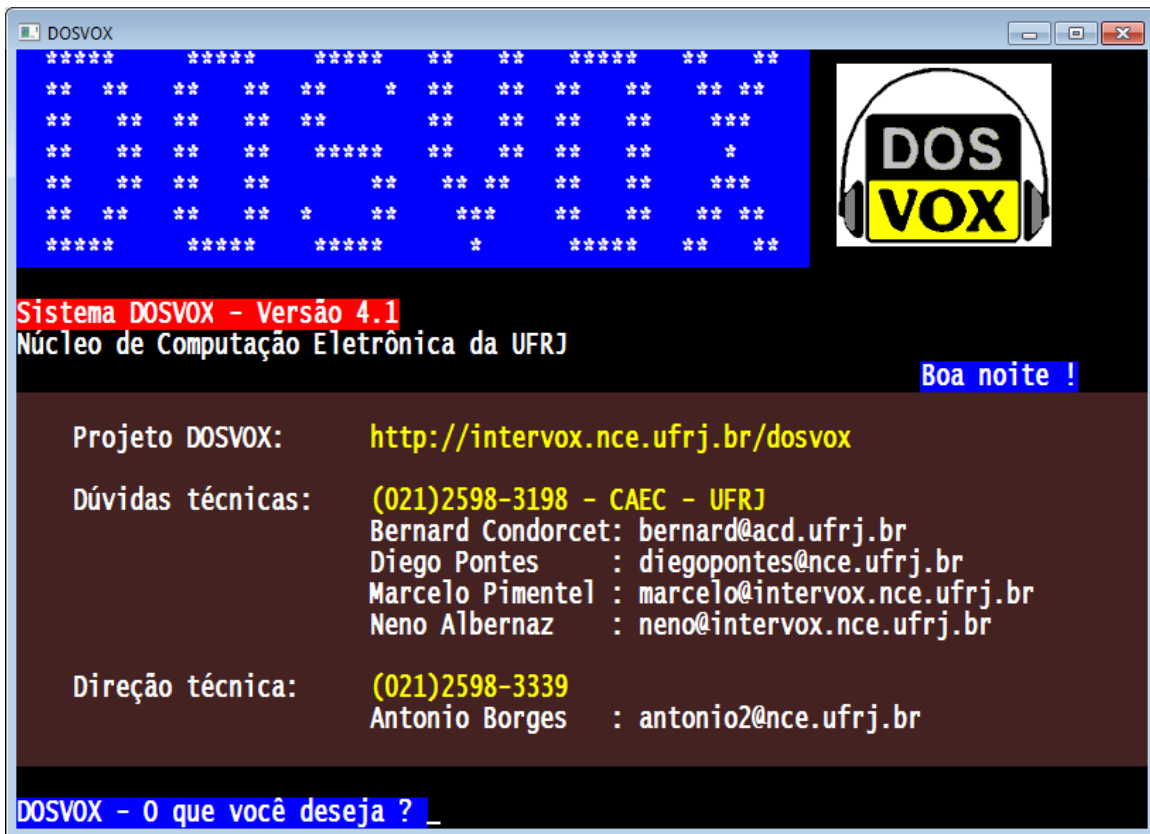 DOSVOX
DOSVOX
DOS
VOX
Sistema DOSVOX - Versão 4.1
Núcleo de Computação Eletrônica da UFRJ
Boa noite !
Projeto DOSVOX: http://intervox.nce.ufrj.br/dosvox
Dúvidas técnicas: (021)2598-3198 - CAEC - UFRJ
Bernard Condorcet: bernard@acd.ufrj.br
Diego Pontes : diegopontes@nce.ufrj.br
Marcelo Pimentel : marcelo@intervox.nce.ufrj.br
Neno Albernaz : neno@intervox.nce.ufrj.br
Direção técnica: (021)2598-3339
Antonio Borges : antonio2@nce.ufrj.br
DOSVOX - O que você deseja ? _